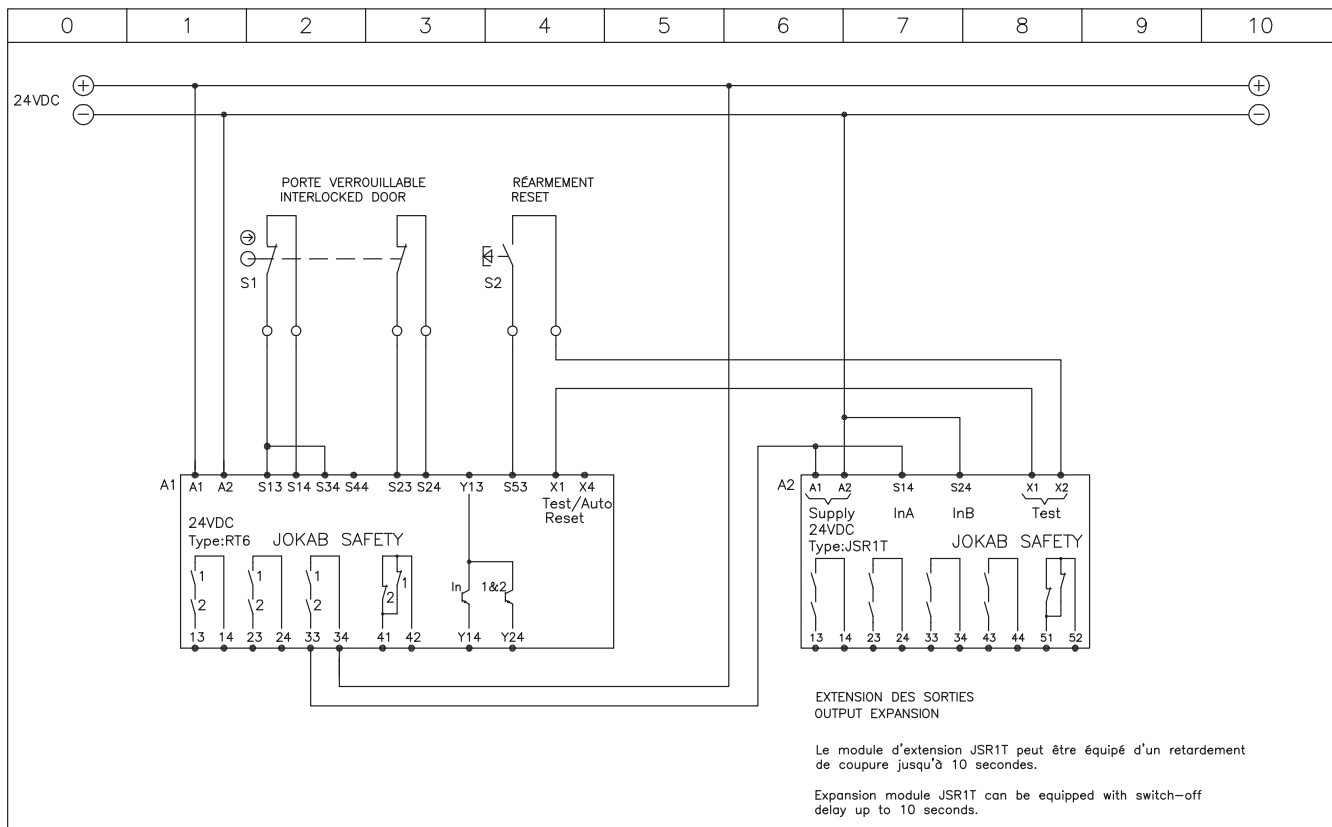 0 1 2 3 4 5 6 7 8 9 10
+ +
24VDC
− −
PORTE VERROUILLABLE
INTERLOCKED DOOR
RÉARMEMENT
RESET
S1
S2
A1 A1 A2 S13 S14 S34 S44 S23 S24 Y13 S53 X1 X4
Test/Auto
Reset
24VDC
Type:RT6 JOKAB SAFETY
1 1 1 1
In 1&2
2 2 2 2
13 14 23 24 33 34 41 42 Y14 Y24
A2 A1 A2 S14 S24 X1 X2
Supply InA InB Test
24VDC
Type:JSR1T JOKAB SAFETY
13 14 23 24 33 34 43 44 51 52
EXTENSION DES SORTIES
OUTPUT EXPANSION
Le module d'extension JSR1T peut être équipé d'un retardement
de coupure jusqu'à 10 secondes.
Expansion module JSR1T can be equipped with switch-off
delay up to 10 seconds.